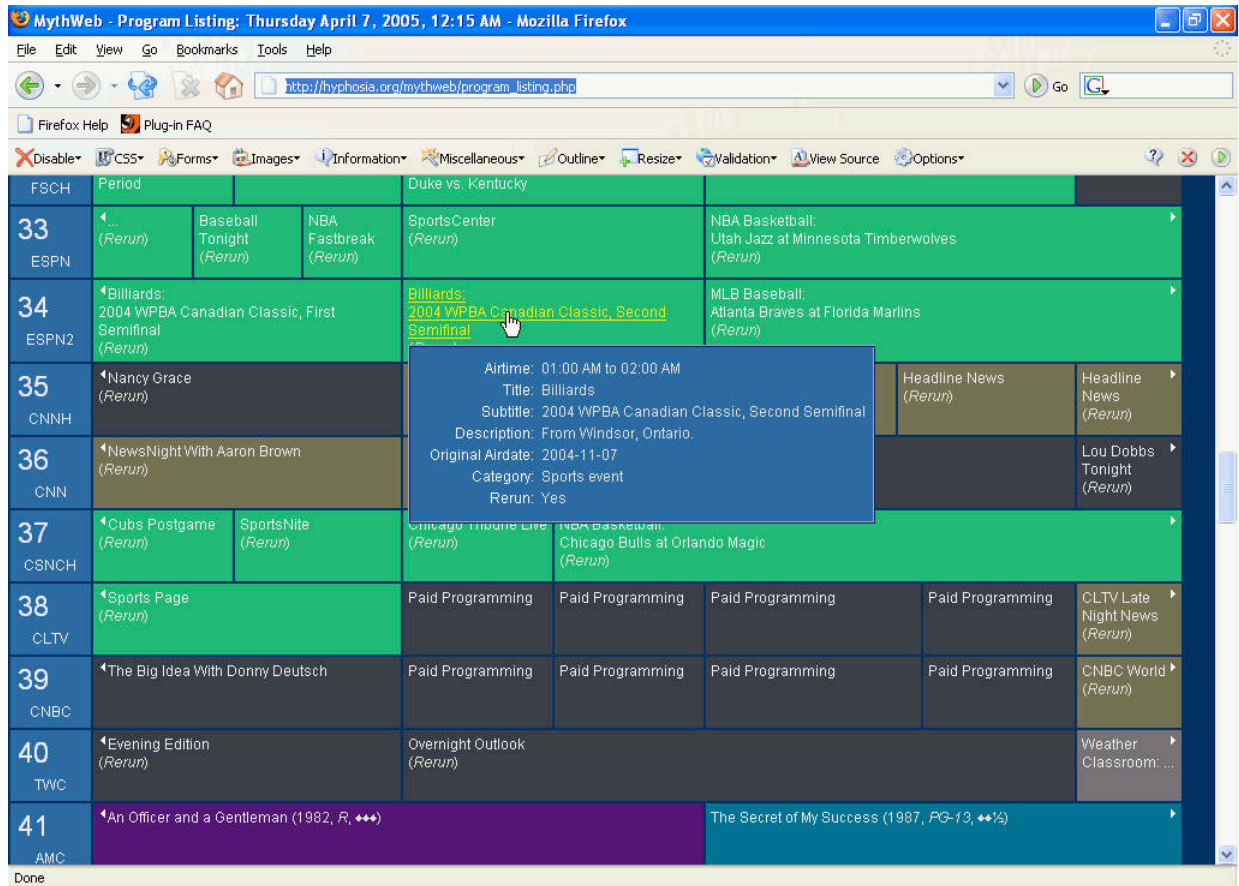 MythWeb - Program Listing: Thursday April 7, 2005, 12:15 AM - Mozilla Firefox
File Edit View Go Bookmarks Tools Help
http://hyphosia.org/mythweb/program_listing.php
Go
G
Firefox Help Plug-in FAQ
Disable CSS Forms Images Information Miscellaneous Outline Resize Validation View Source Options
FSCH
Period
Duke vs. Kentucky
33
ESPN
...
(Rerun)
Baseball
Tonight
(Rerun)
NBA
Fastbreak
(Rerun)
SportsCenter
(Rerun)
NBA Basketball:
Utah Jazz at Minnesota Timberwolves
(Rerun)
34
ESPN2
Billiards:
2004 WPBA Canadian Classic, First
Semifinal
(Rerun)
Billiards:
2004 WPBA Canadian Classic, Second
Semifinal
MLB Baseball:
Atlanta Braves at Florida Marlins
(Rerun)
Airtime: 01:00 AM to 02:00 AM
Title: Billiards
Subtitle: 2004 WPBA Canadian Classic, Second Semifinal
Description: From Windsor, Ontario.
Original Airdate: 2004-11-07
Category: Sports event
Rerun: Yes
35
CNNH
Nancy Grace
(Rerun)
Headline News
(Rerun)
Headline
News
(Rerun)
36
CNN
NewsNight With Aaron Brown
(Rerun)
Lou Dobbs
Tonight
(Rerun)
37
CSNCH
Cubs Postgame
(Rerun)
SportsNite
(Rerun)
Chicago Tribune Live
(Rerun)
NBA Basketball:
Chicago Bulls at Orlando Magic
(Rerun)
38
CLTV
Sports Page
(Rerun)
Paid Programming
Paid Programming
Paid Programming
Paid Programming
CLTV Late
Night News
(Rerun)
39
CNBC
The Big Idea With Donny Deutsch
Paid Programming
Paid Programming
Paid Programming
Paid Programming
CNBC World
(Rerun)
40
TWC
Evening Edition
(Rerun)
Overnight Outlook
(Rerun)
Weather
Classroom: ...
41
AMC
An Officer and a Gentleman (1982, R, ♦♦♦)
The Secret of My Success (1987, PG-13, ♦♦½)
Done